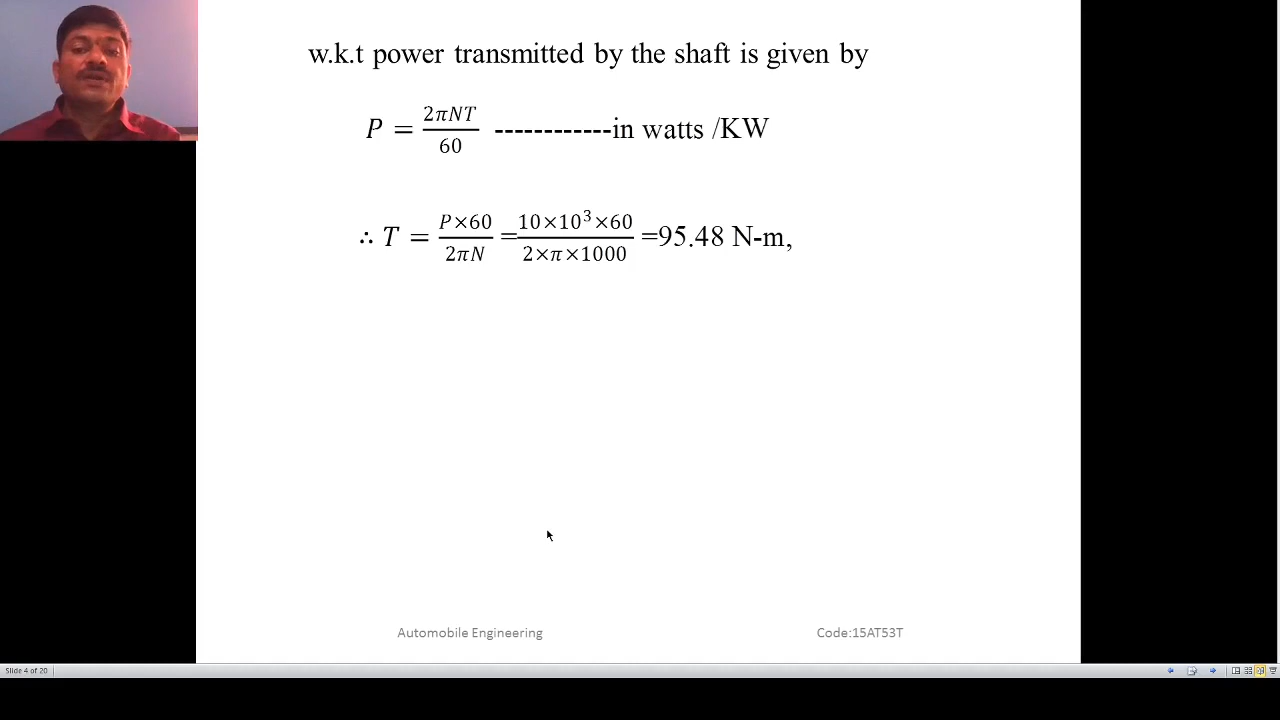 w.k.t power transmitted by the shaft is given by
𝑃 = 2𝜋𝑁𝑇/60 ------------in watts /KW
∴ 𝑇 = 𝑃×60/2𝜋𝑁 =10×10³×60/2×𝜋×1000 =95.48 N-m,
Automobile Engineering Code:15AT53T
Slide 4 of 20